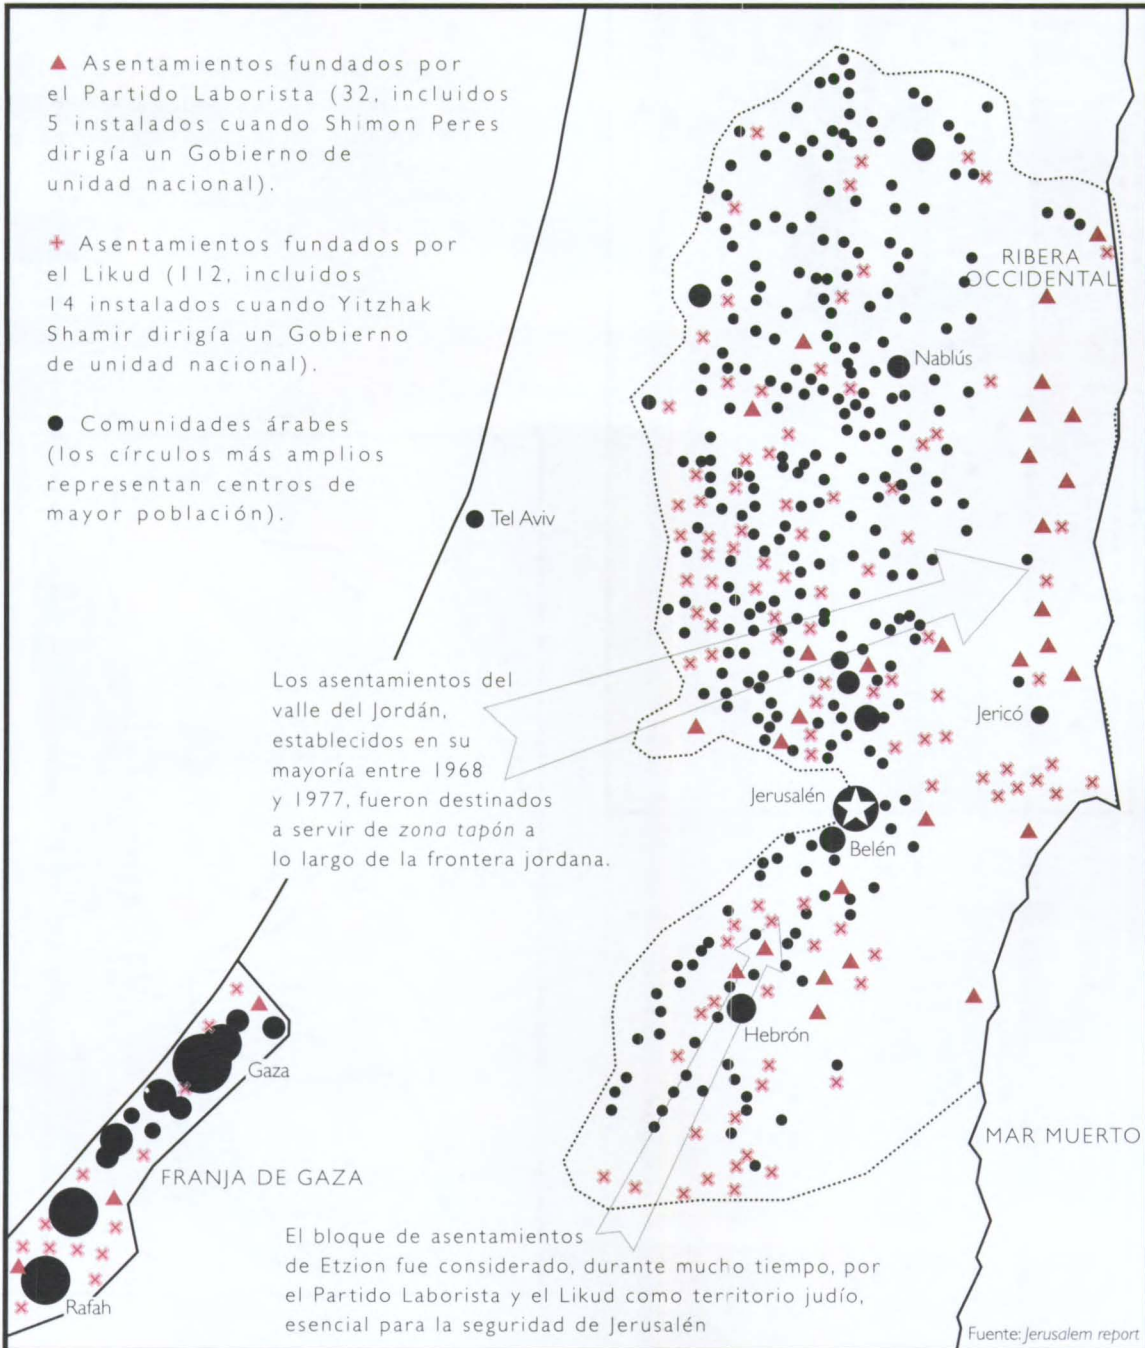 ▲ Asentamientos fundados por
el Partido Laborista (32, incluidos
5 instalados cuando Shimon Peres
dirigía un Gobierno de
unidad nacional).
Asentamientos fundados por
el Likud (112, incluidos
14 instalados cuando Yitzhak
Shamir dirigía un Gobierno
de unidad nacional).
● Comunidades árabes
(los círculos más amplios
representan centros de
mayor población).
RIBERA
OCCIDENTAL
Nablús
Tel Aviv
Los asentamientos del
valle del Jordán,
establecidos en su
mayoría entre 1968
y 1977, fueron destinados
a servir de zona tapón a
lo largo de la frontera jordana.
Jericó
Jerusalén
Belén
Hebrón
Gaza
FRANJA DE GAZA
MAR MUERTO
Rafah
El bloque de asentamientos
de Etzion fue considerado, durante mucho tiempo, por
el Partido Laborista y el Likud como territorio judío,
esencial para la seguridad de Jerusalén
Fuente: Jerusalem report